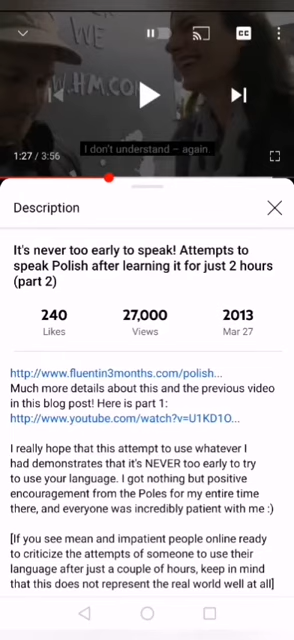 WE
W.HM.CO
CC
I don't understand – again
1:27 / 3:56
Description
It's never too early to speak! Attempts to
speak Polish after learning it for just 2 hours
(part 2)
240 27,000 2013
Likes Views Mar 27
http://www.fluentin3months.com/polish...
Much more details about this and the previous video
in this blog post! Here is part 1:
http://www.youtube.com/watch?v=U1KD1O...
I really hope that this attempt to use whatever I
had demonstrates that it's NEVER too early to try
to use your language. I got nothing but positive
encouragement from the Poles for my entire time
there, and everyone was incredibly patient with me :)
[If you see mean and impatient people online ready
to criticize the attempts of someone to use their
language after just a couple of hours, keep in mind
that this does not represent the real world well at all]